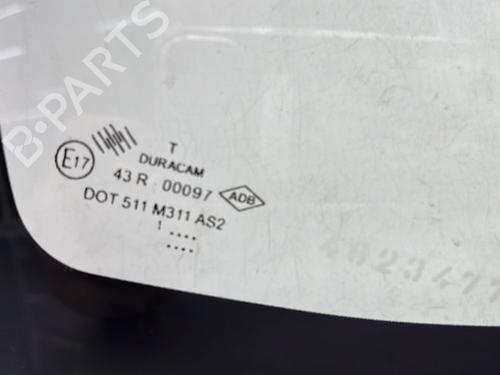 B-PARTS
T
DURACAM
E17
43 R 00097
ADB
DOT 511 M311 AS2
1 ....
....